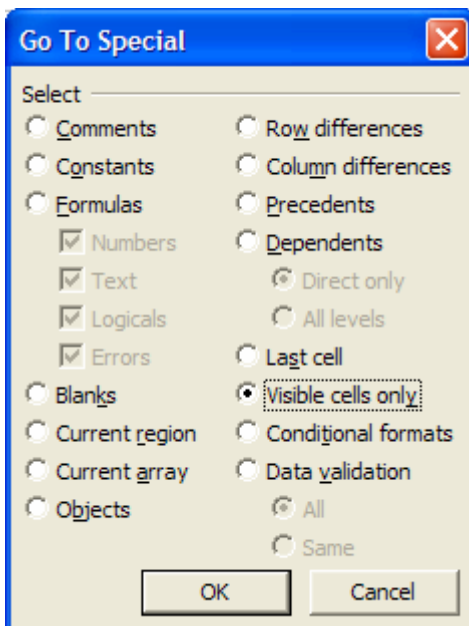 Go To Special
Select
Comments
Constants
Formulas
Numbers
Text
Logicals
Errors
Blanks
Current region
Current array
Objects
Row differences
Column differences
Precedents
Dependents
Direct only
All levels
Last cell
Visible cells only
Conditional formats
Data validation
All
Same
OK
Cancel